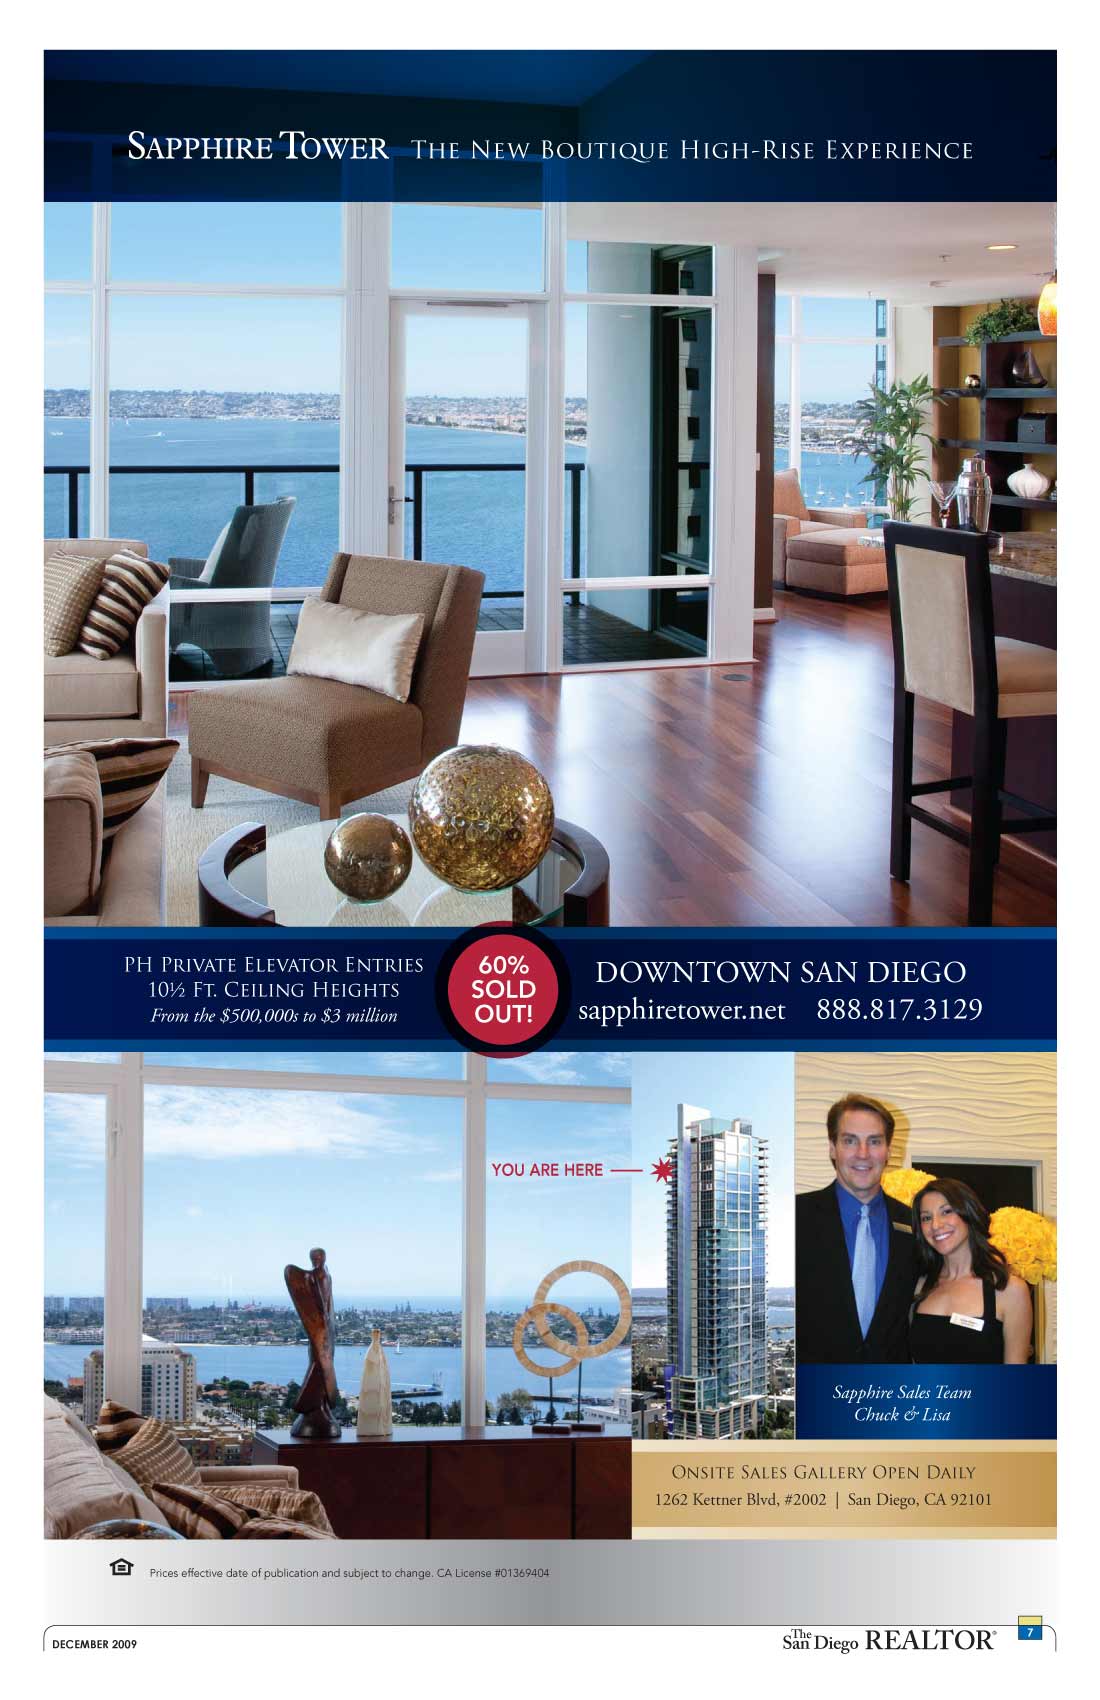 SAPPHIRE TOWER THE NEW BOUTIQUE HIGH-RISE EXPERIENCE
PH PRIVATE ELEVATOR ENTRIES
10½ FT. CEILING HEIGHTS
From the $500,000s to $3 million
60%
SOLD
OUT!
DOWNTOWN SAN DIEGO
sapphiretower.net 888.817.3129
YOU ARE HERE
Sapphire Sales Team
Chuck & Lisa
ONSITE SALES GALLERY OPEN DAILY
1262 Kettner Blvd, #2002 | San Diego, CA 92101
Prices effective date of publication and subject to change. CA License #01369404
DECEMBER 2009
The San Diego REALTOR®
7